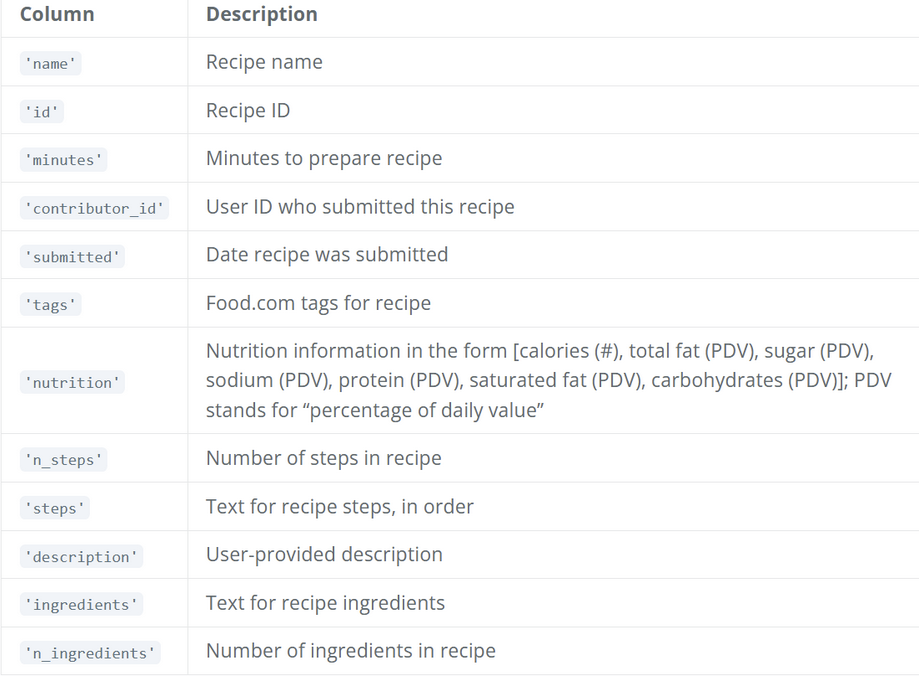 Column Description
'name' Recipe name
'id' Recipe ID
'minutes' Minutes to prepare recipe
'contributor_id' User ID who submitted this recipe
'submitted' Date recipe was submitted
'tags' Food.com tags for recipe
Nutrition information in the form [calories (#), total fat (PDV), sugar (PDV),
'nutrition' sodium (PDV), protein (PDV), saturated fat (PDV), carbohydrates (PDV)]; PDV
stands for “percentage of daily value”
'n_steps' Number of steps in recipe
'steps' Text for recipe steps, in order
'description' User-provided description
'ingredients' Text for recipe ingredients
'n_ingredients' Number of ingredients in recipe